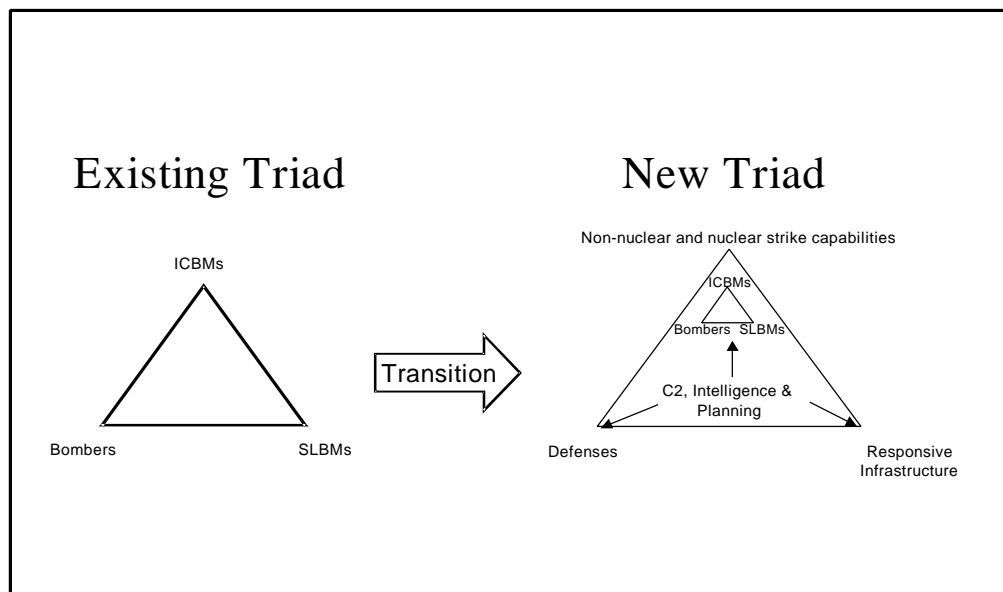 Existing Triad
ICBMs
Bombers
SLBMs
Transition
New Triad
Non-nuclear and nuclear strike capabilities
ICBMs
Bombers
SLBMs
C2, Intelligence &
Planning
Defenses
Responsive
Infrastructure